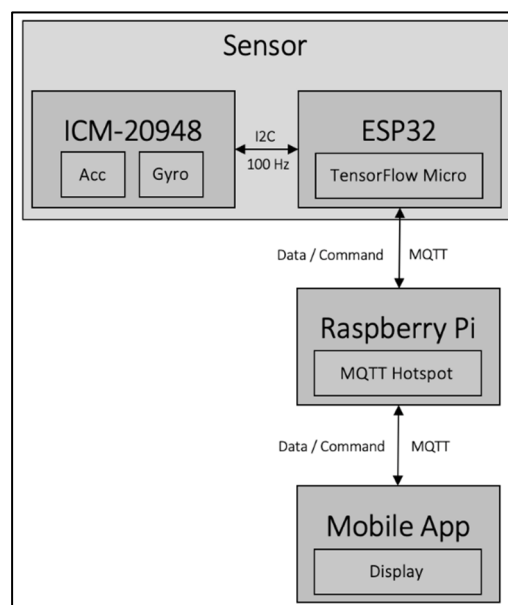 Sensor
ICM-20948
Acc
Gyro
I2C
100 Hz
ESP32
TensorFlow Micro
Data / Command
MQTT
Raspberry Pi
MQTT Hotspot
Data / Command
MQTT
Mobile App
Display